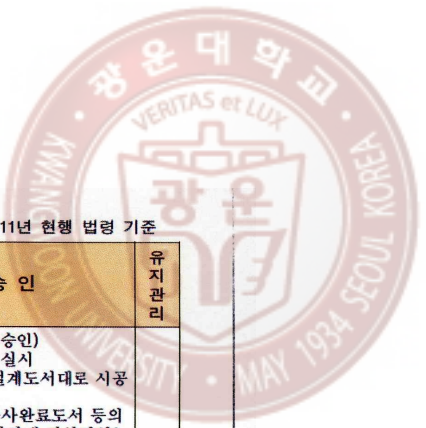 광운대학교
VERITAS et LUX
KWANGWOON UNIVERSITY • MAY 1934 SEOUL KOREA
광운
11년 현행 법령 기준
승 인
유지관리
승인)
실시
설계도서대로 시공
사완료도서 등의